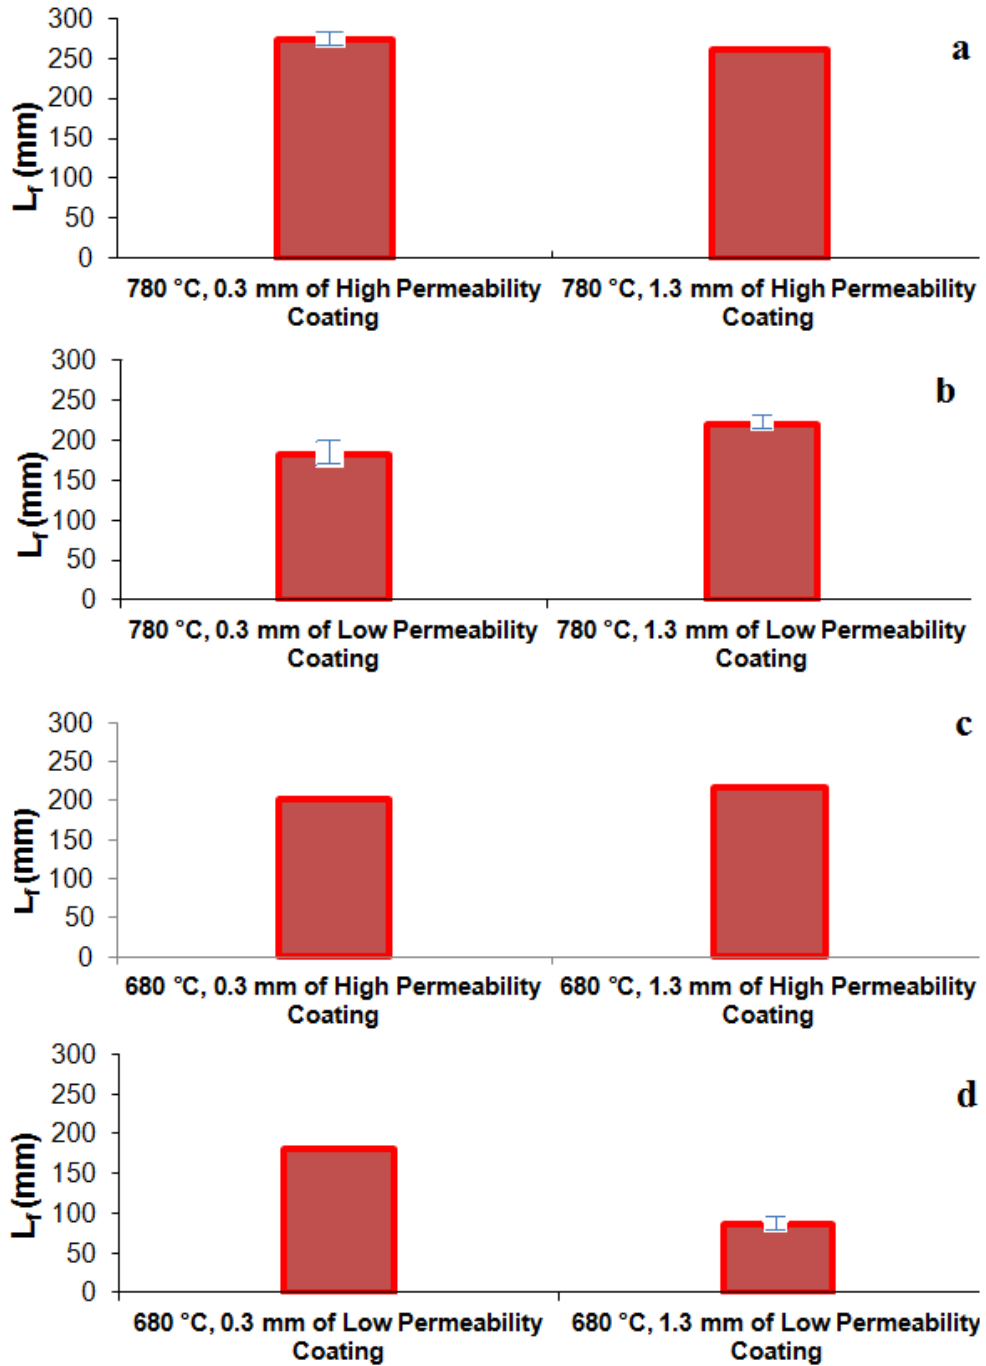 300
250
200
150
100
50
0
L_f (mm)
a
780 °C, 0.3 mm of High Permeability
Coating
780 °C, 1.3 mm of High Permeability
Coating
300
250
200
150
100
50
0
L_f (mm)
b
780 °C, 0.3 mm of Low Permeability
Coating
780 °C, 1.3 mm of Low Permeability
Coating
300
250
200
150
100
50
0
L_f (mm)
c
680 °C, 0.3 mm of High Permeability
Coating
680 °C, 1.3 mm of High Permeability
Coating
300
250
200
150
100
50
0
L_f (mm)
d
680 °C, 0.3 mm of Low Permeability
Coating
680 °C, 1.3 mm of Low Permeability
Coating